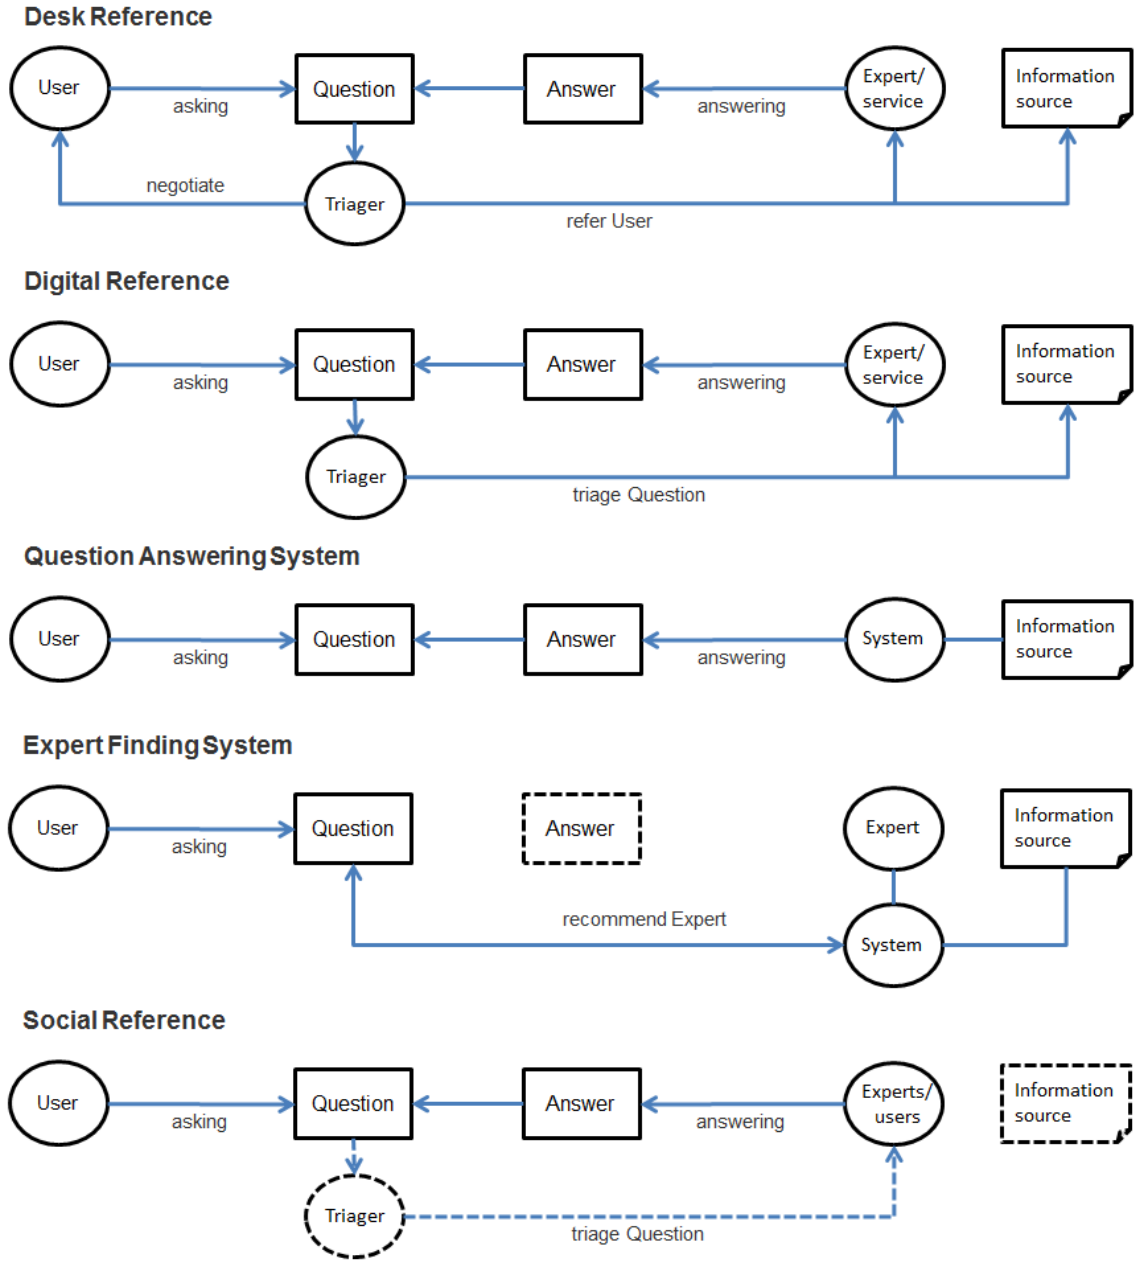 Desk Reference
User
asking
Question
Answer
answering
Expert/
service
Information
source
negotiate
Triager
refer User
Digital Reference
User
asking
Question
Answer
answering
Expert/
service
Information
source
Triager
triage Question
Question Answering System
User
asking
Question
Answer
answering
System
Information
source
Expert Finding System
User
asking
Question
Answer
Expert
Information
source
recommend Expert
System
Social Reference
User
asking
Question
Answer
answering
Experts/
users
Information
source
Triager
triage Question